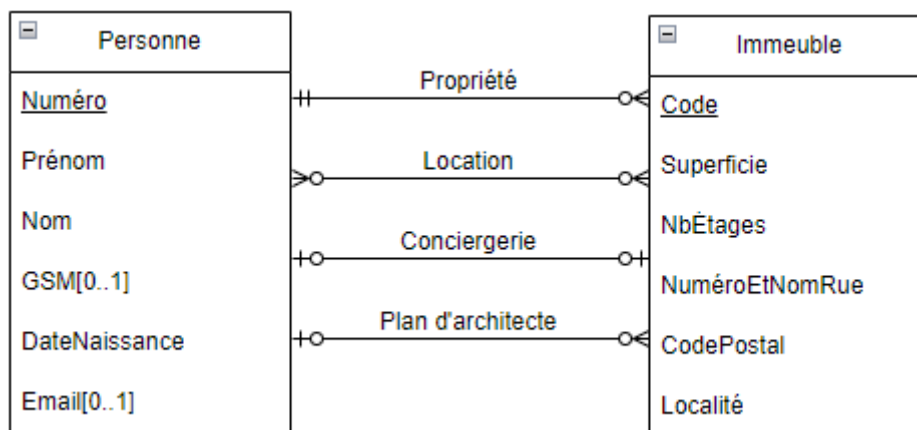 Personne
Numéro
Prénom
Nom
GSM[0..1]
DateNaissance
Email[0..1]
Propriété
Location
Conciergerie
Plan d'architecte
Immeuble
Code
Superficie
NbÉtages
NuméroEtNomRue
CodePostal
Localité